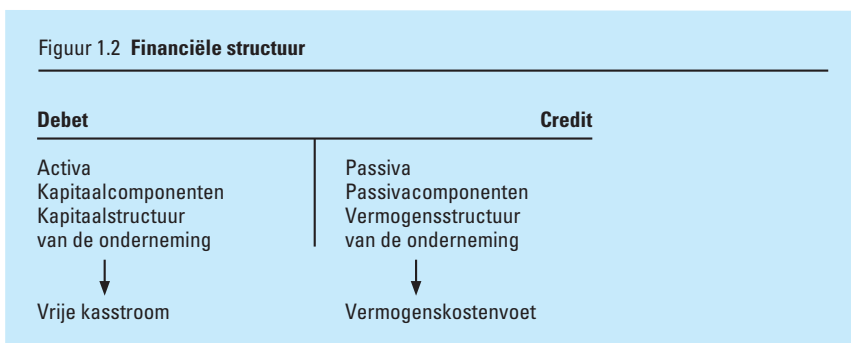 Figuur 1.2 Financiële structuur
Debet Credit
Activa
Kapitaalcomponenten
Kapitaalstructuur
van de onderneming
Vrije kasstroom
Passiva
Passivacomponenten
Vermogensstructuur
van de onderneming
Vermogenskostenvoet